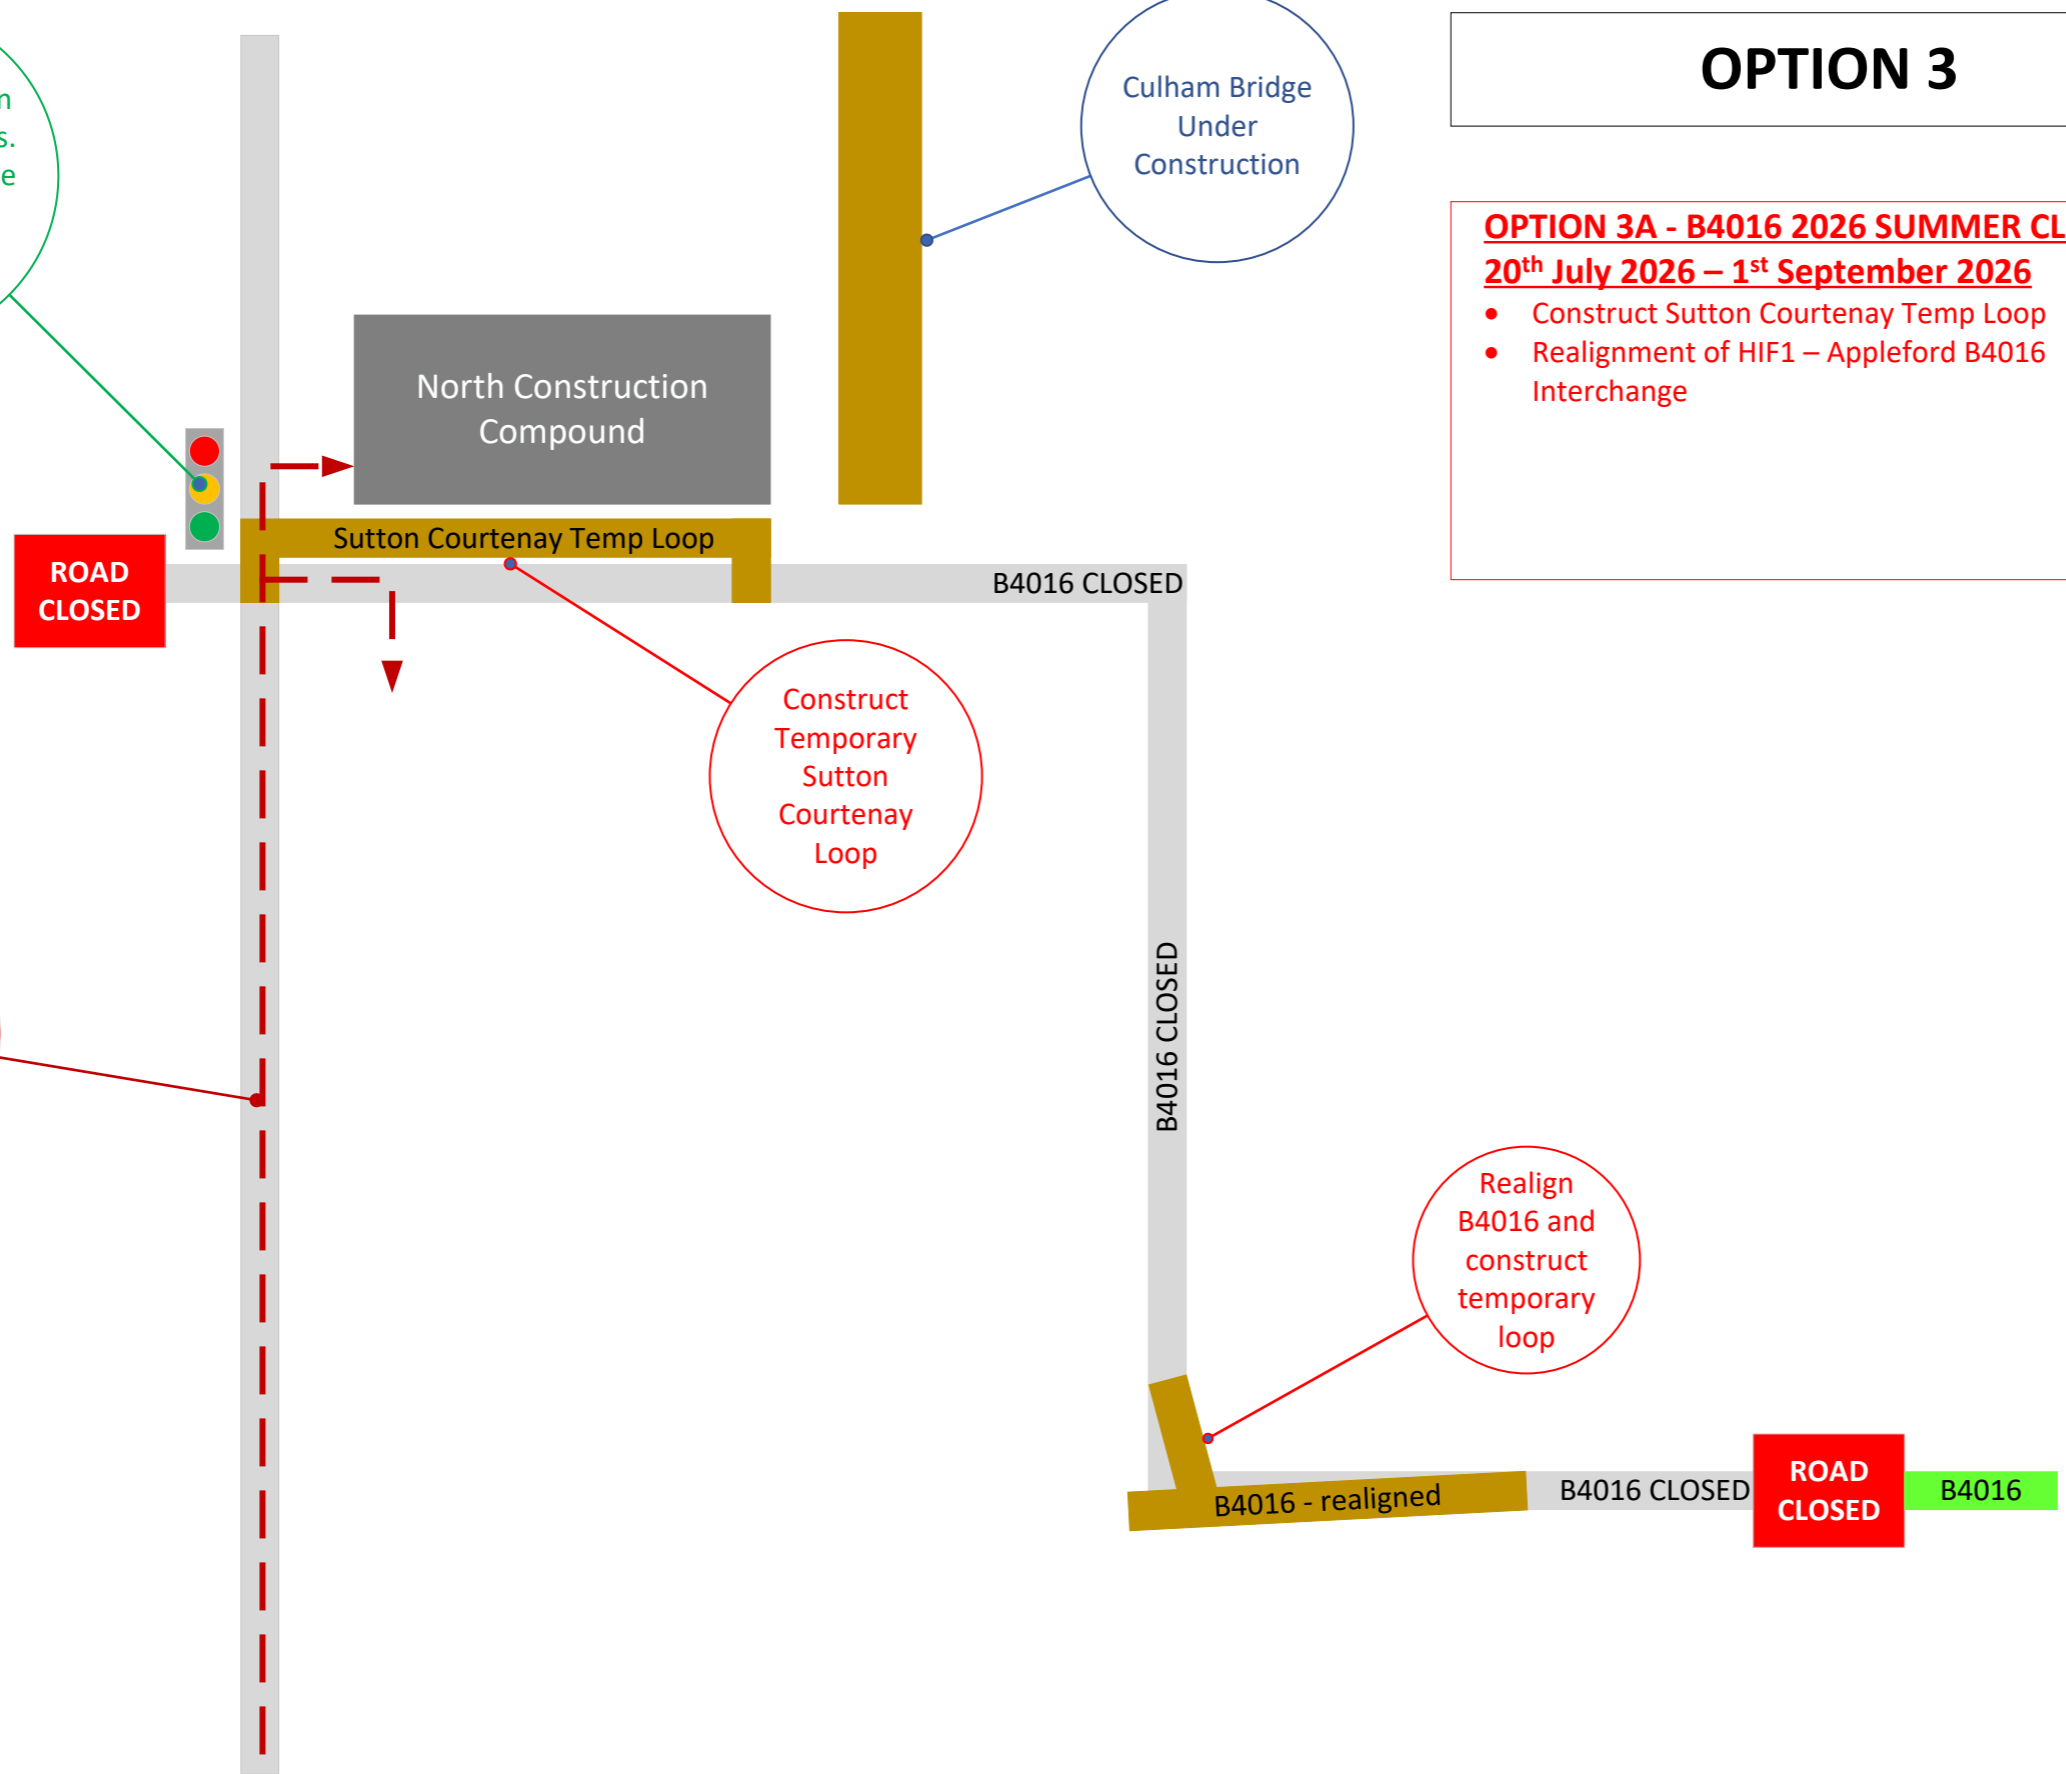 OPTION 3
Culham Bridge
Under
Construction
OPTION 3A - B4016 2026 SUMMER CL
20th July 2026 – 1st September 2026
• Construct Sutton Courtenay Temp Loop
• Realignment of HIF1 – Appleford B4016
Interchange
North Construction
Compound
Sutton Courtenay Temp Loop
ROAD
CLOSED
B4016 CLOSED
Construct
Temporary
Sutton
Courtenay
Loop
B4016 CLOSED
Realign
B4016 and
construct
temporary
loop
B4016 - realigned
B4016 CLOSED
ROAD
CLOSED
B4016